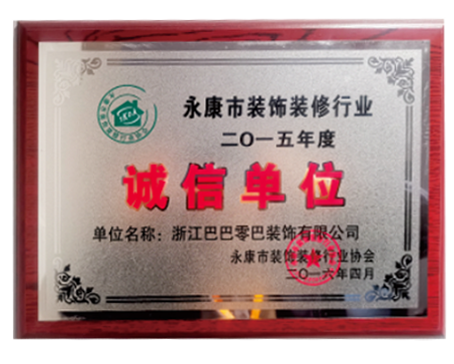 永康市装饰装修行业
二〇一五年度
诚信单位
单位名称：浙江巴巴零巴装饰有限公司
永康市装饰装修行业协会
二〇一六年四月